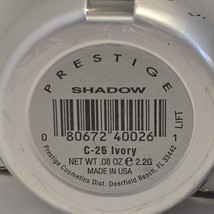 PRESTIGE
SHADOW
0 80672 40026 1
LIFT
C-25 Ivory
NET WT .08 OZ ℮ 2.2G
MADE IN USA
Prestige Cosmetics Dist. Deerfield Beach, FL 33442